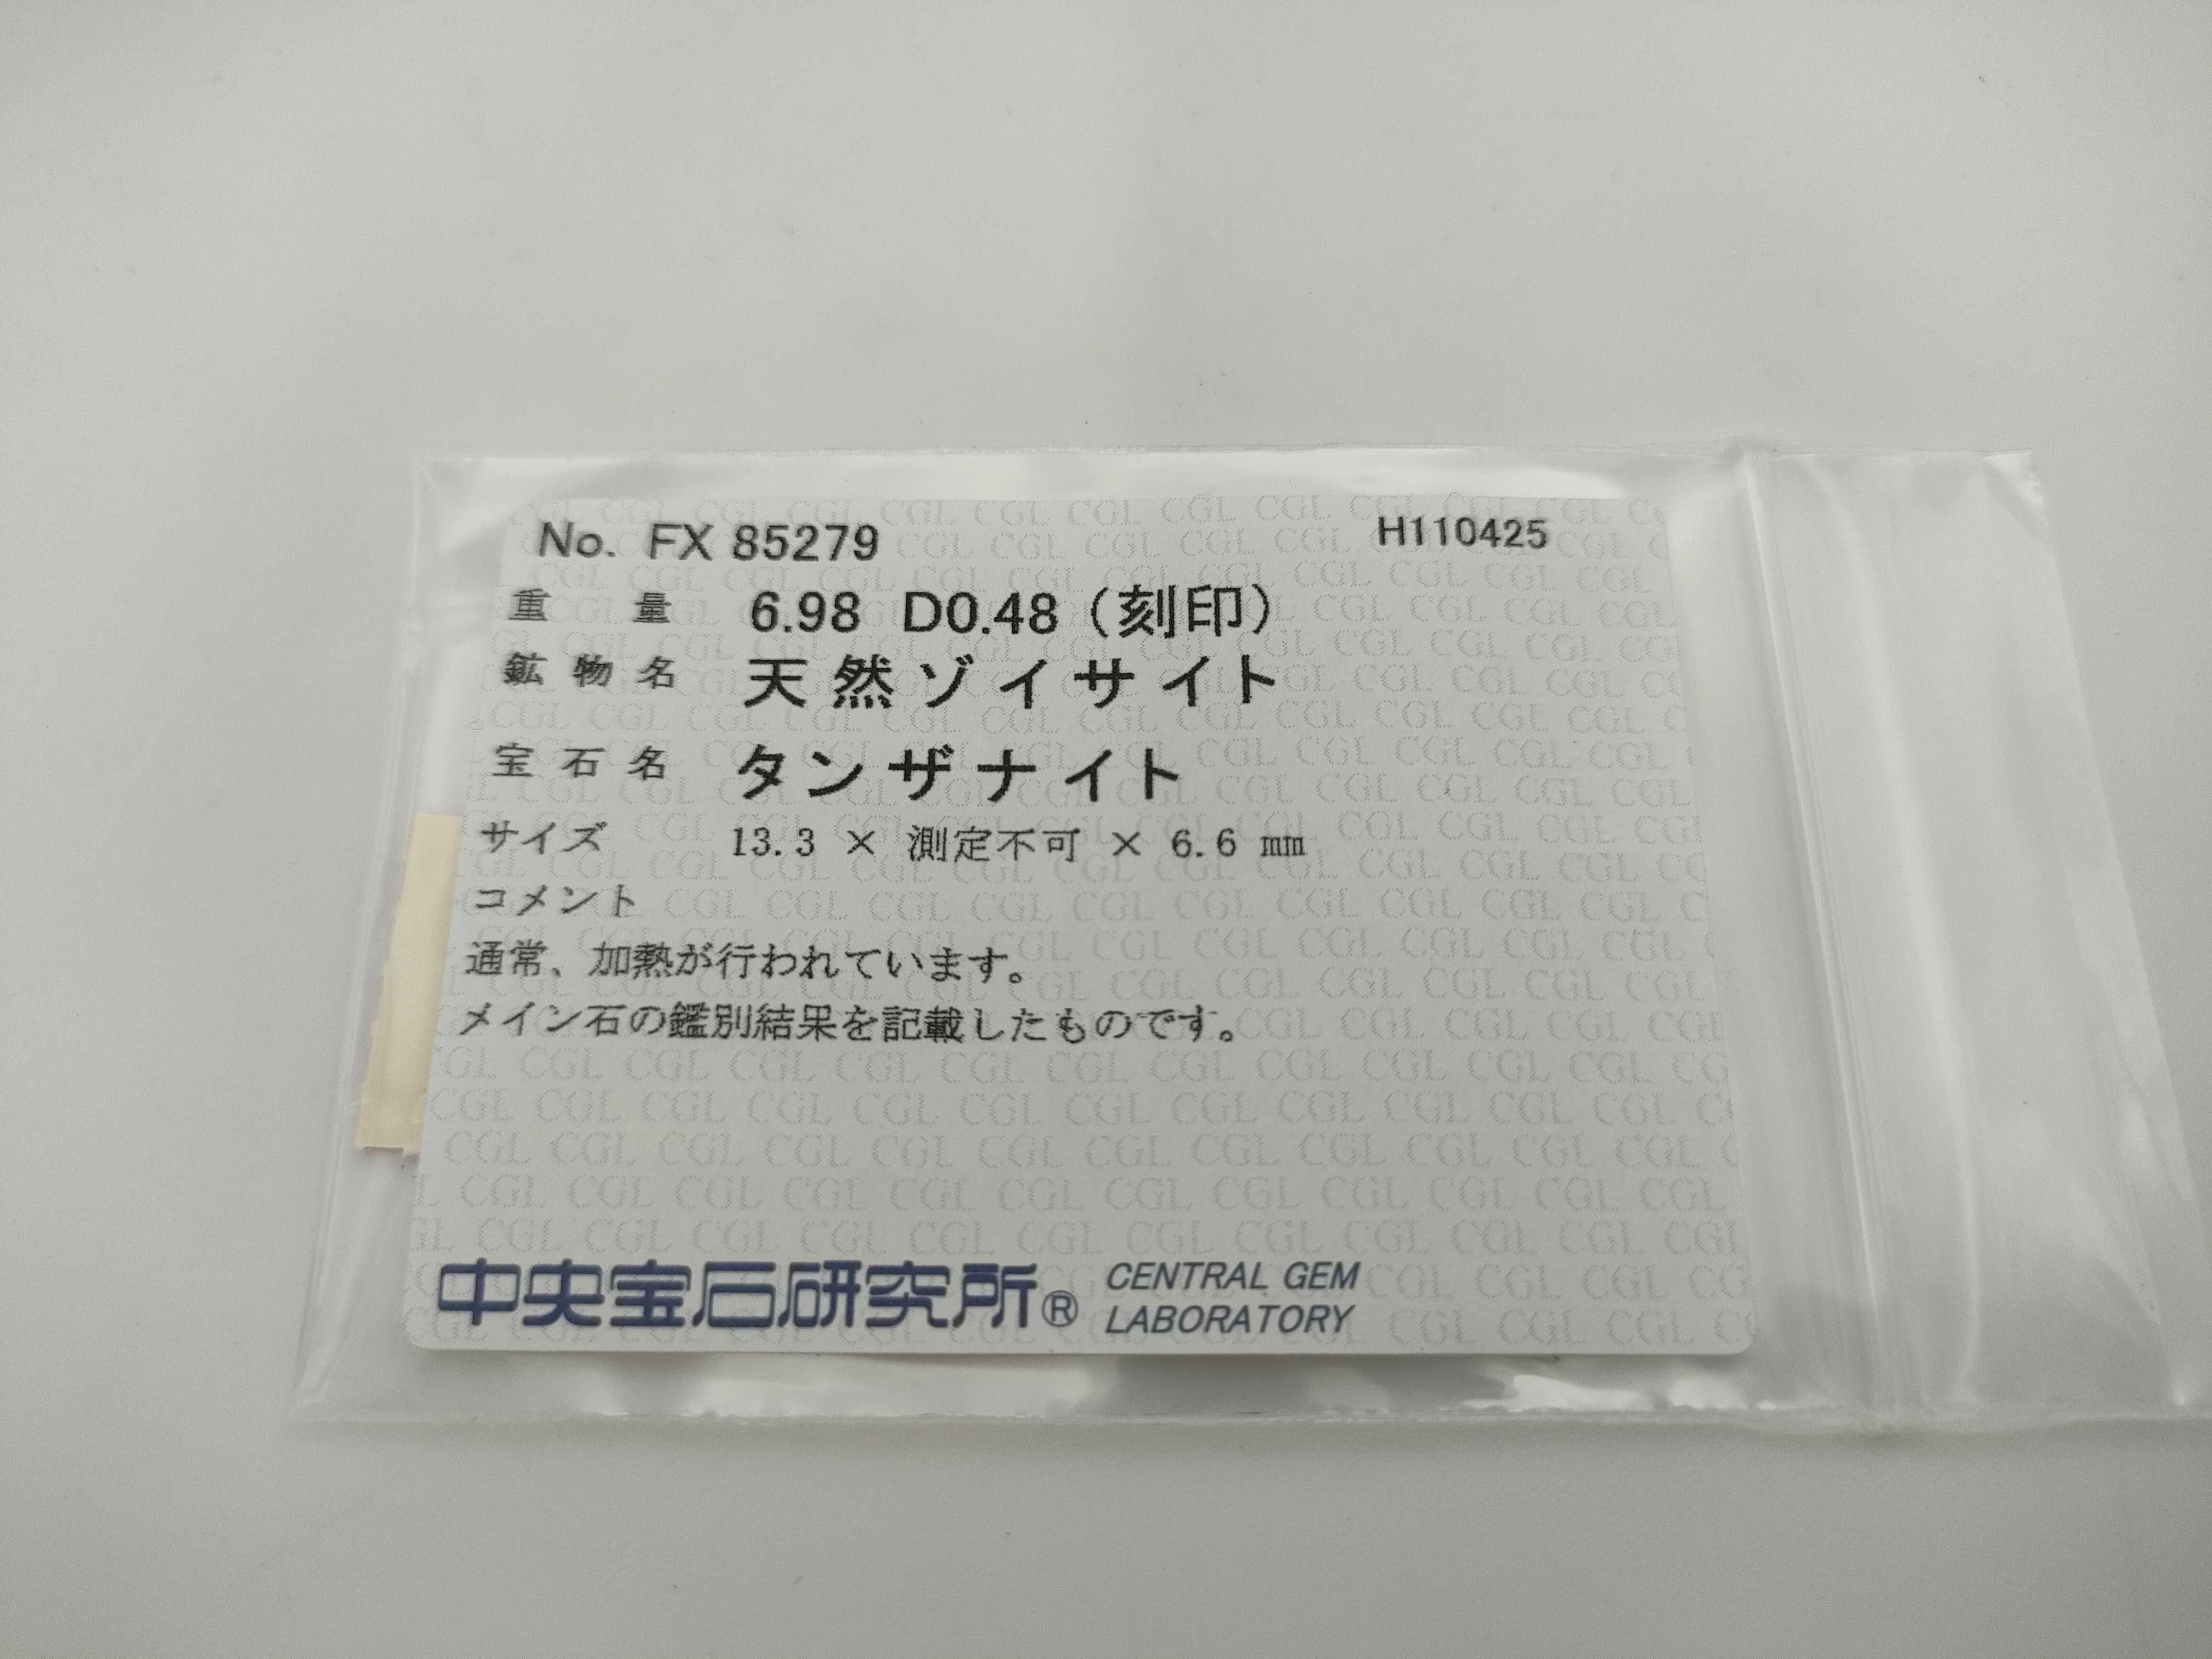 No. FX 85279 H110425
重量 6.98 D0.48（刻印）
鉱物名 天然ゾイサイト
宝石名 タンザナイト
サイズ 13.3 × 測定不可 × 6.6 mm
コメント
通常、加熱が行われています。
メイン石の鑑別結果を記載したものです。
中央宝石研究所® CENTRAL GEM
LABORATORY